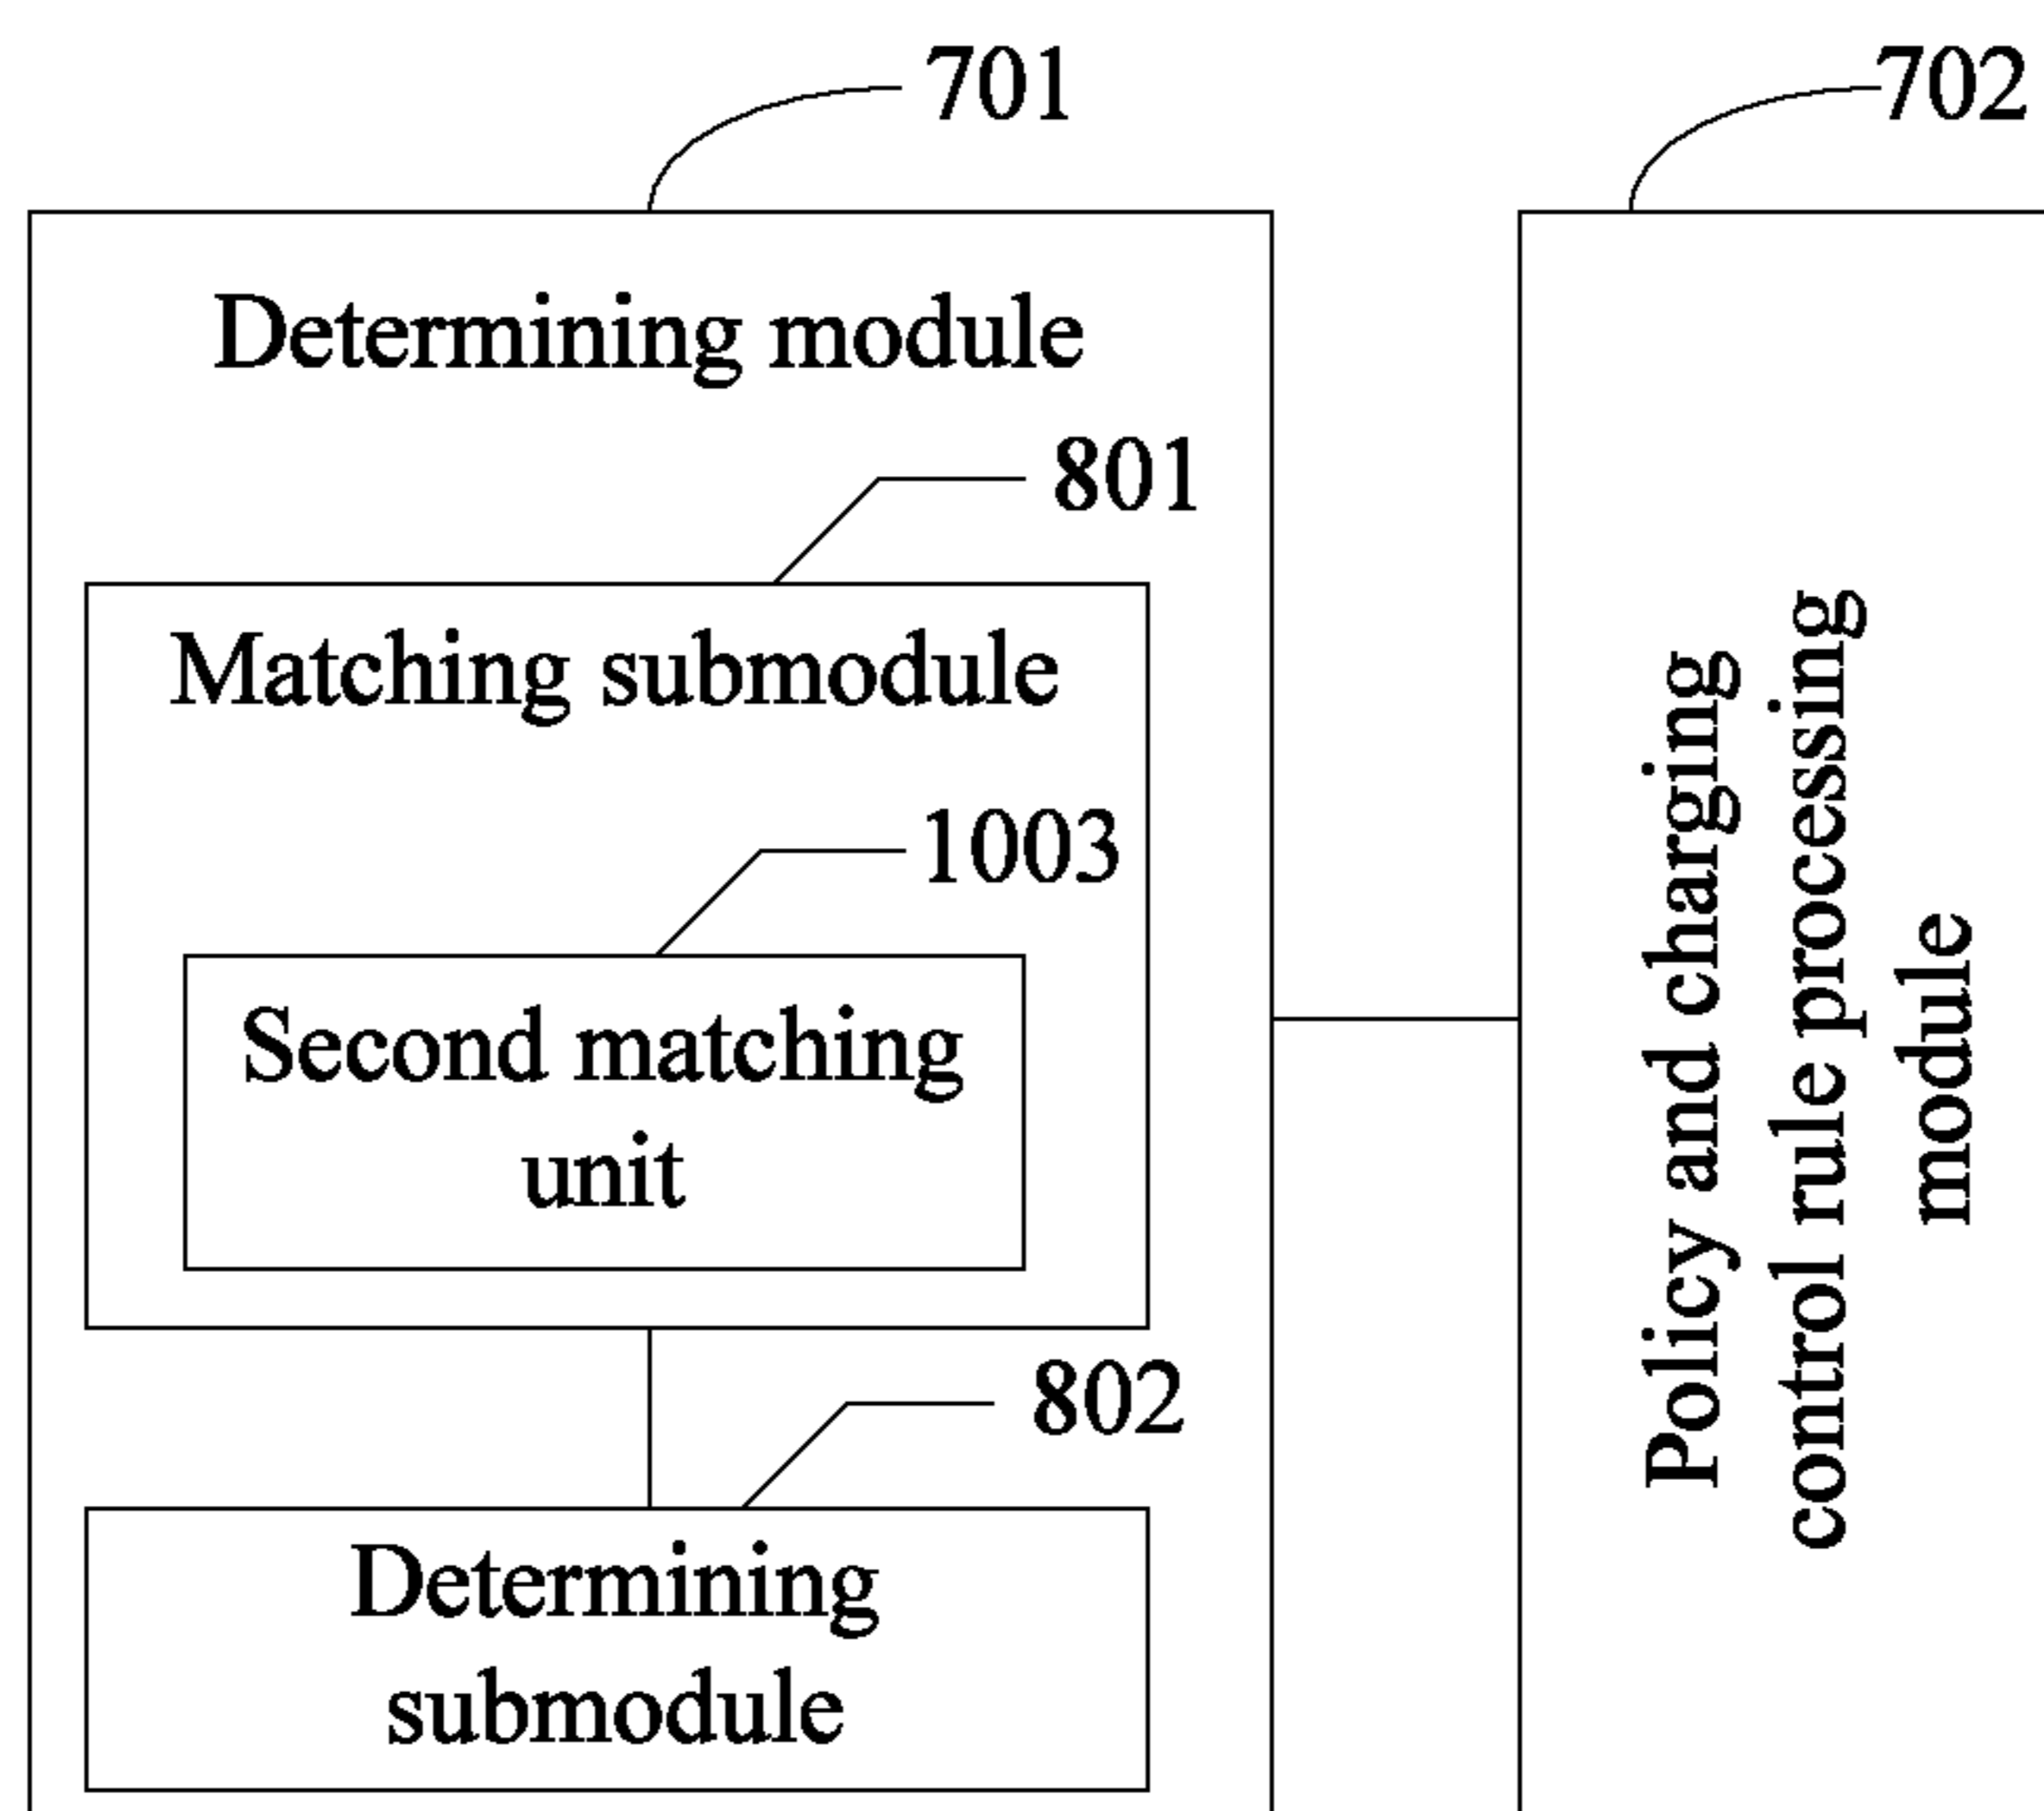 701
702
Determining module
801
Matching submodule
1003
Second matching
unit
802
Determining
submodule
Policy and charging
control rule processing
module